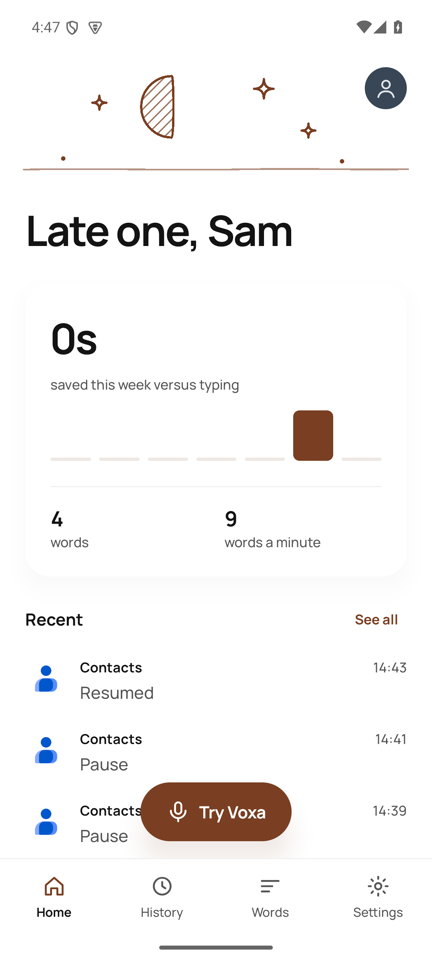 4:47
Late one, Sam
0s
saved this week versus typing
4
words
9
words a minute
Recent
See all
Contacts
14:43
Resumed
Contacts
14:41
Pause
Contacts
14:39
Pause
Try Voxa
Home
History
Words
Settings